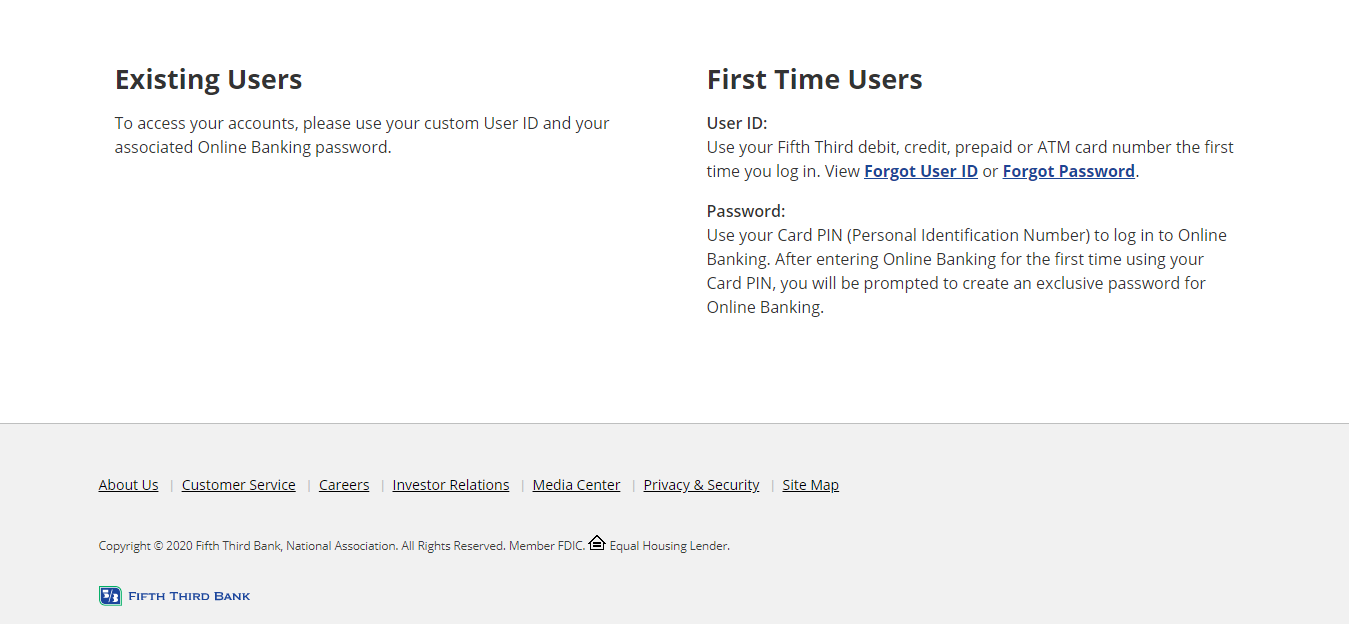 Existing Users
To access your accounts, please use your custom User ID and your
associated Online Banking password.
First Time Users
User ID:
Use your Fifth Third debit, credit, prepaid or ATM card number the first
time you log in. View Forgot User ID or Forgot Password.
Password:
Use your Card PIN (Personal Identification Number) to log in to Online
Banking. After entering Online Banking for the first time using your
Card PIN, you will be prompted to create an exclusive password for
Online Banking.
About Us | Customer Service | Careers | Investor Relations | Media Center | Privacy & Security | Site Map
Copyright © 2020 Fifth Third Bank, National Association. All Rights Reserved. Member FDIC. Equal Housing Lender.
5/3 FIFTH THIRD BANK